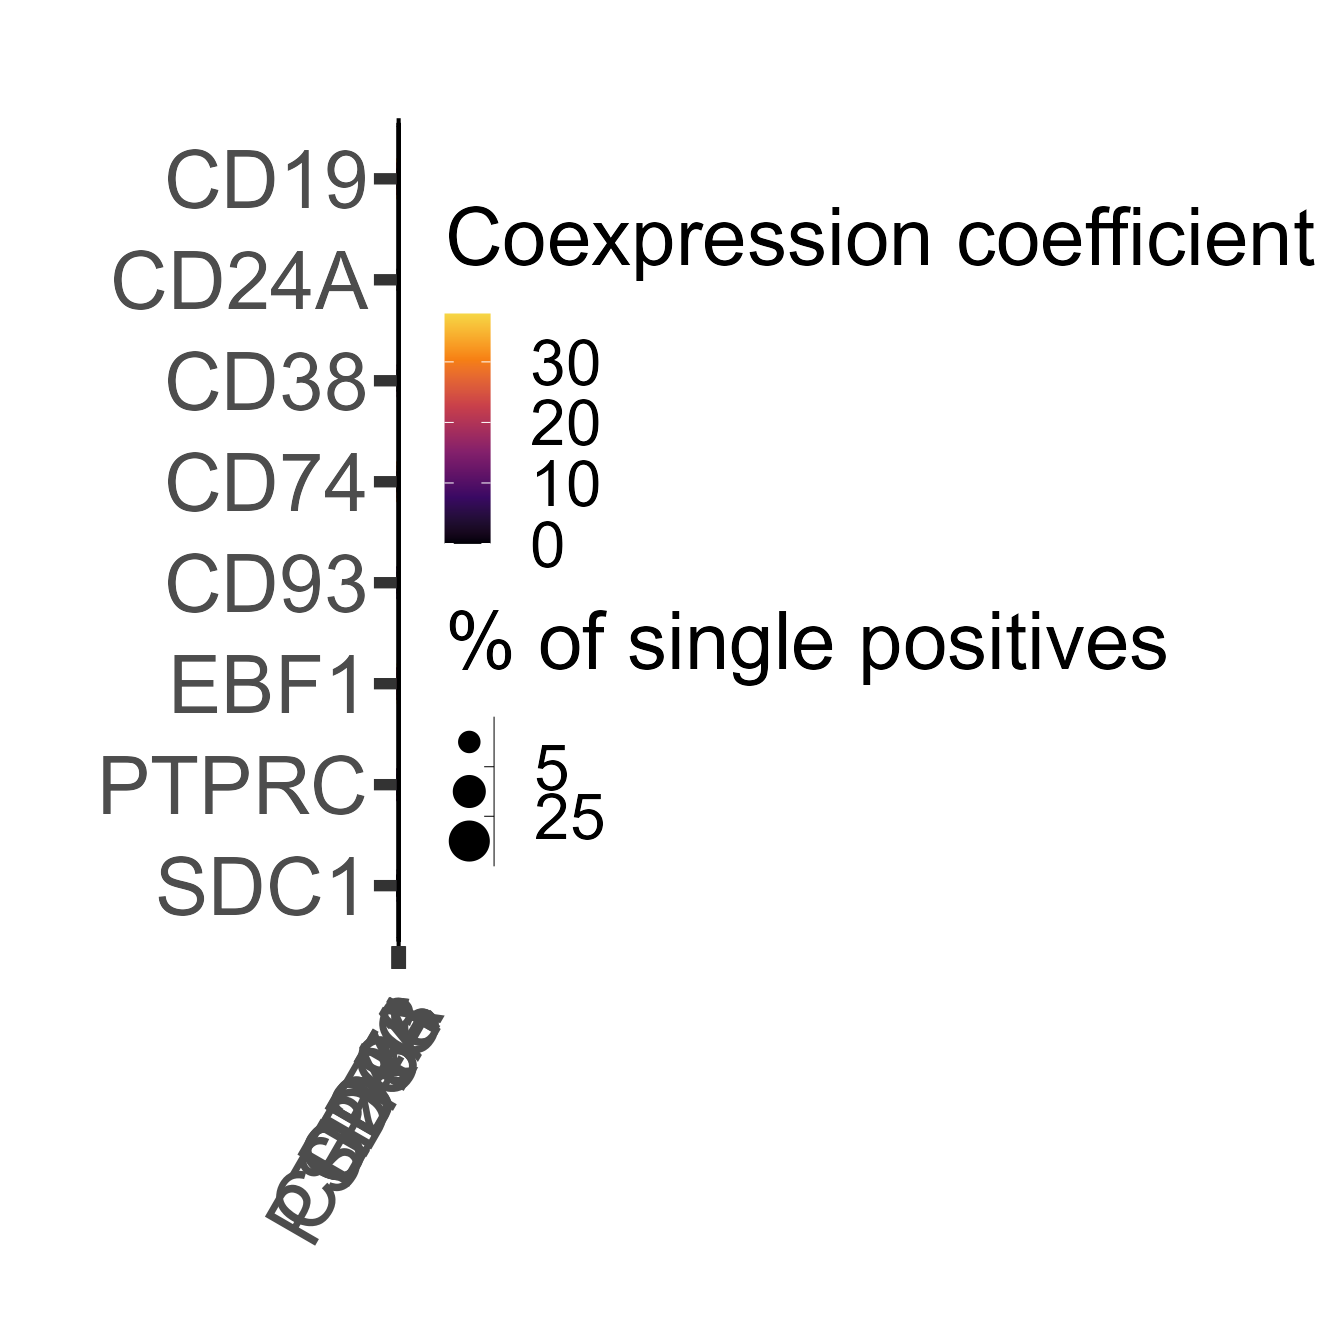 CD19
CD24A
CD38
CD74
CD93
EBF1
PTPRC
SDC1
Coexpression coefficient
30
20
10
0
% of single positives
5
25